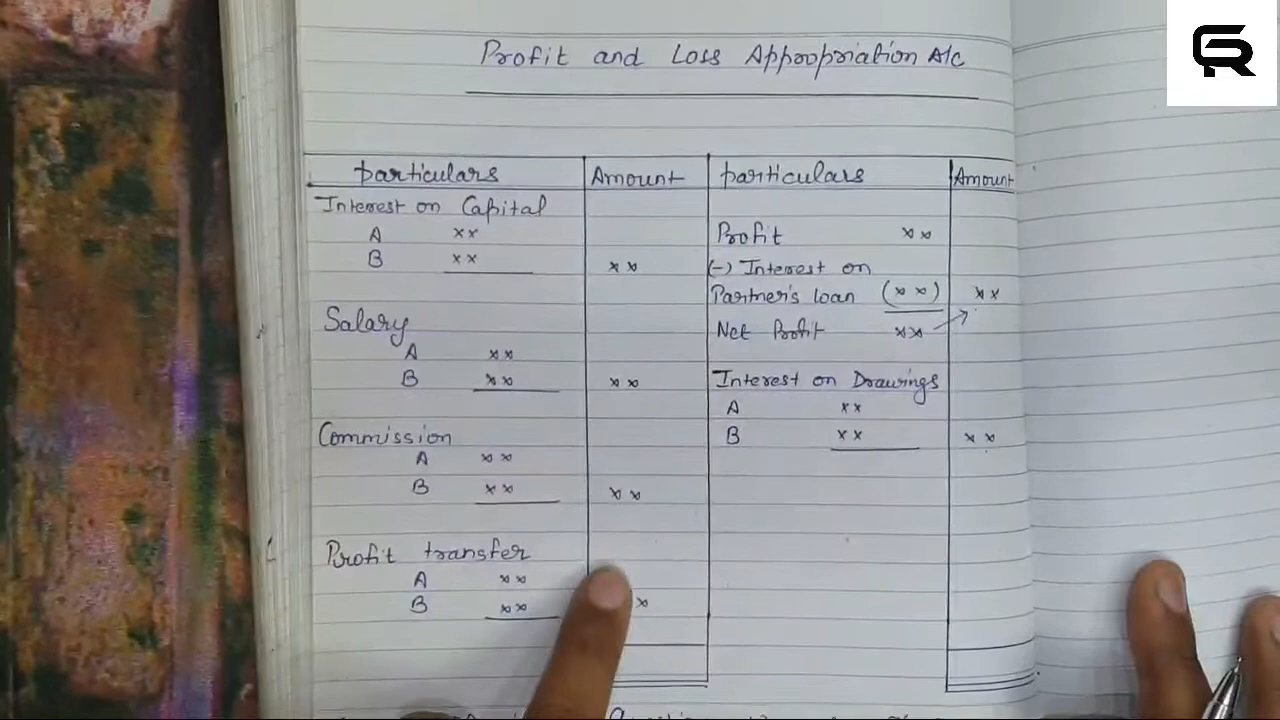 Profit and Loss Appropriation A/c
particulars Amount particulars Amount
Interest on Capital
A xx
B xx xx
Salary
A xx
B xx xx
Commission
A xx
B xx xx
Profit transfer
A xx
B xx x
Profit xx
(-) Interest on
Partner's loan (xx) xx
Net Profit xx
Interest on Drawings
A xx
B xx xx